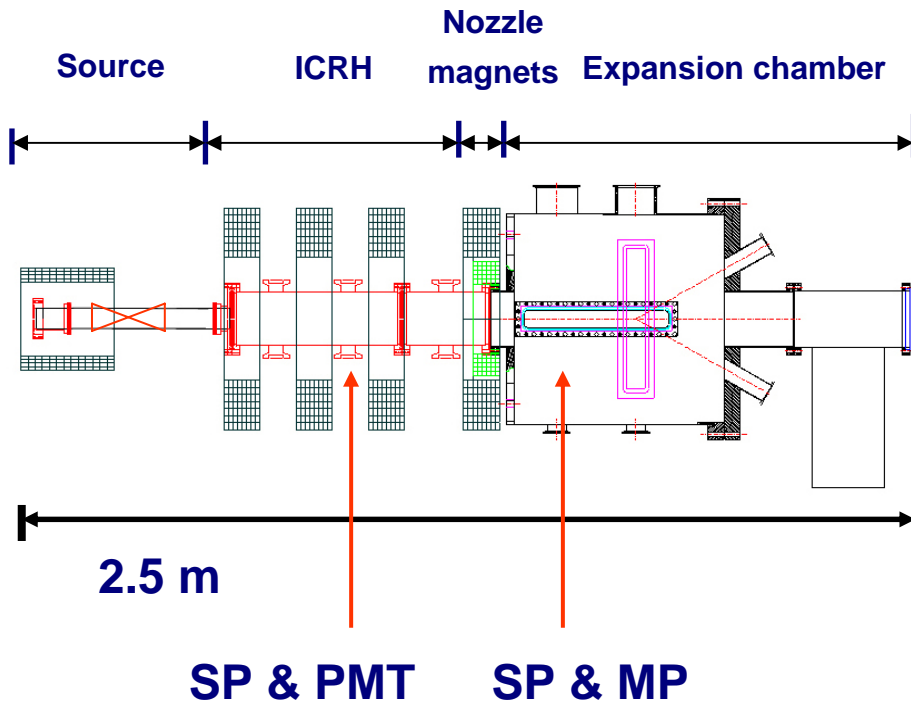 Source
ICRH
Nozzle
magnets
Expansion chamber
2.5 m
SP & PMT
SP & MP